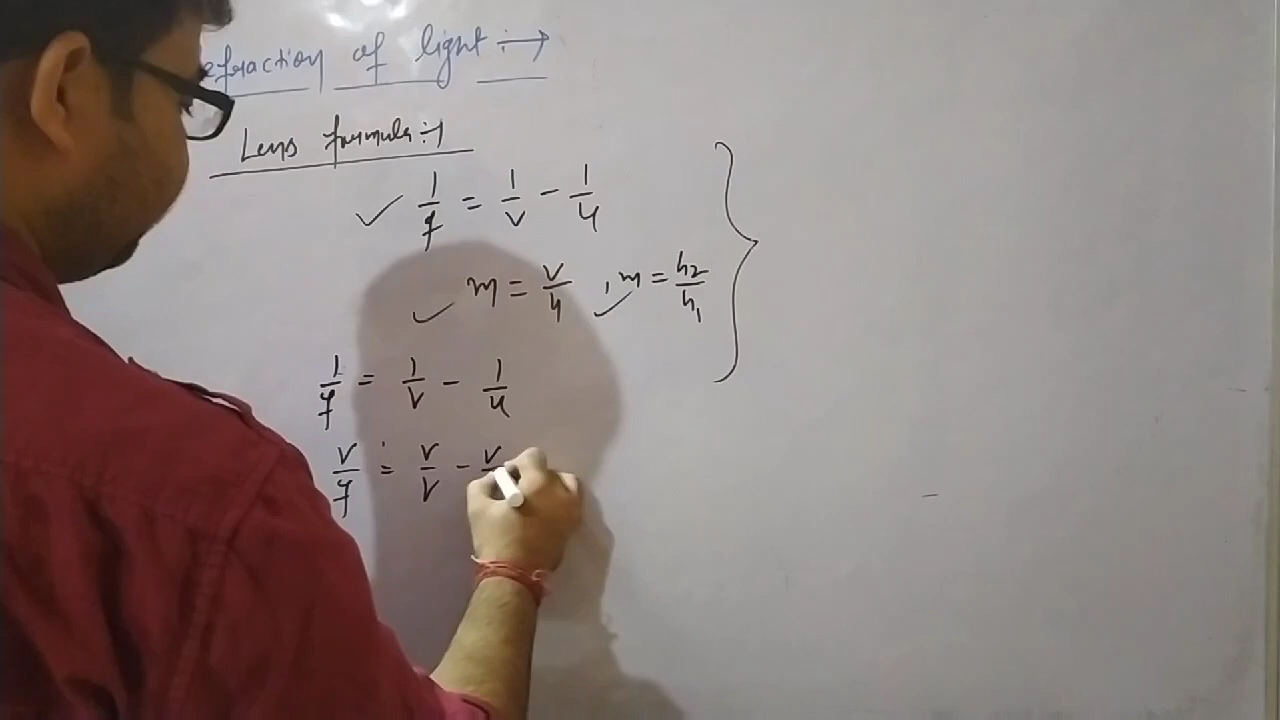 efraction of light :→
Lens formula :-
✓ 1/f = 1/v - 1/u
✓ m = v/u , ✓ m = h2/h1 }
1/f = 1/v - 1/u
v/f = v/v - v